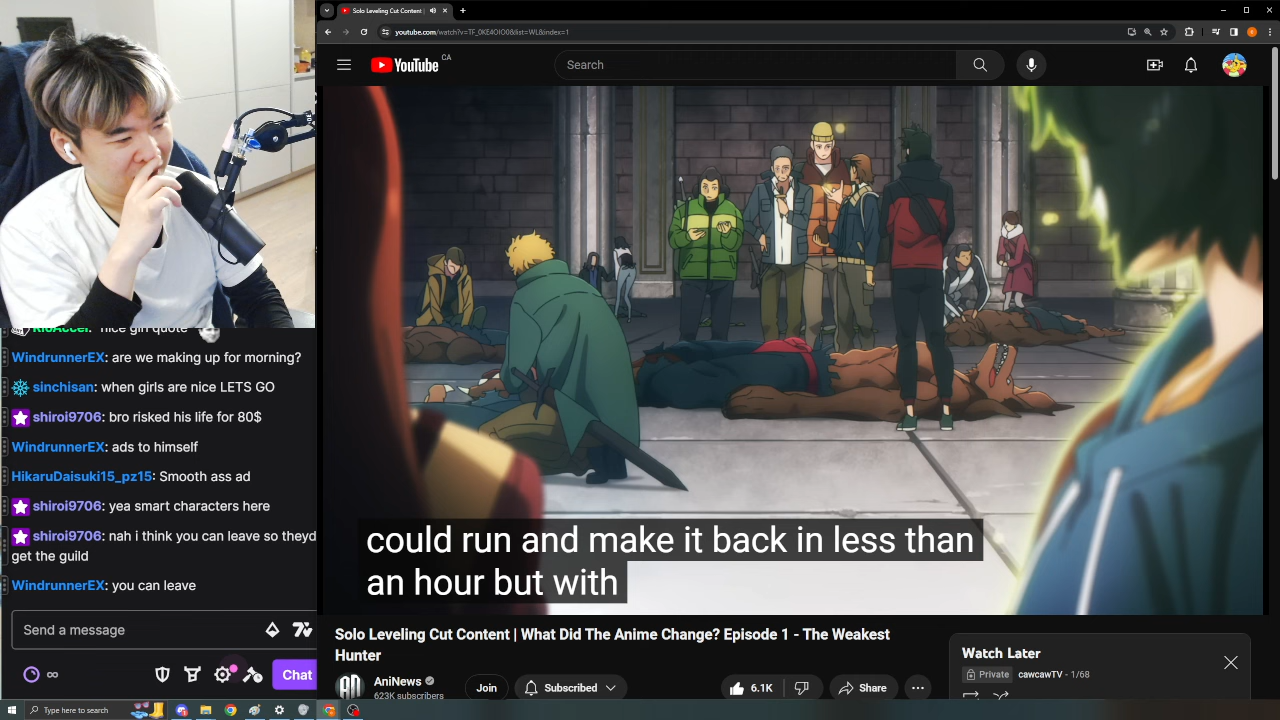 Solo Leveling Cut Content |
youtube.com/watch?v=TF_0KE4OIO0&list=WL&index=1
YouTube CA
Search
RioAccel: nice girl quote
WindrunnerEX: are we making up for morning?
sinchisan: when girls are nice LETS GO
shiroi9706: bro risked his life for 80$
WindrunnerEX: ads to himself
HikaruDaisuki15_pz15: Smooth ass ad
shiroi9706: yea smart characters here
shiroi9706: nah i think you can leave so theyd
get the guild
WindrunnerEX: you can leave
Send a message
Chat
could run and make it back in less than
an hour but with
Solo Leveling Cut Content | What Did The Anime Change? Episode 1 - The Weakest
Hunter
AniNews
623K subscribers
Join
Subscribed
6.1K
Share
Watch Later
Private cawcawTV - 1/68
Type here to search